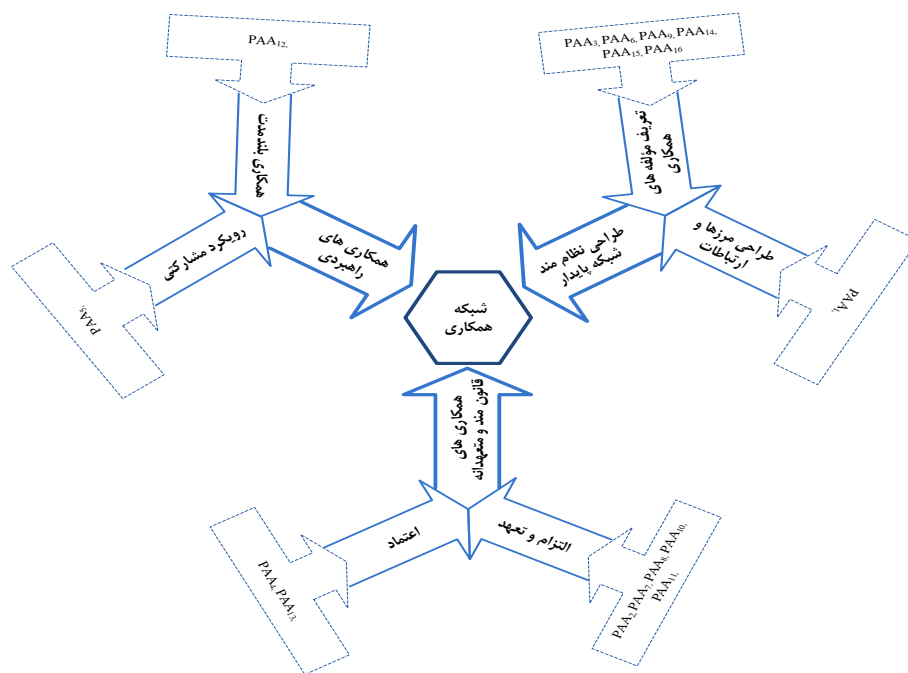 PAA₁₂,
PAA₃, PAA₆, PAA₉, PAA₁₄,
PAA₁₅, PAA₁₆
همکاری بلندمدت
تعریف مؤلفه های
همکاری
رویکرد مشارکتی
همکاری های
راهبردی
طراحی نظام مند
شبکه پایدار
طراحی مرزها و
ارتباطات
PAA₅,
PAA₁,
شبکه
همکاری
همکاری های
قانون مند و متعهدانه
اعتماد
التزام و تعهد
PAA₄, PAA₁₃,
PAA₂, PAA₇, PAA₈, PAA₁₀,
PAA₁₁,